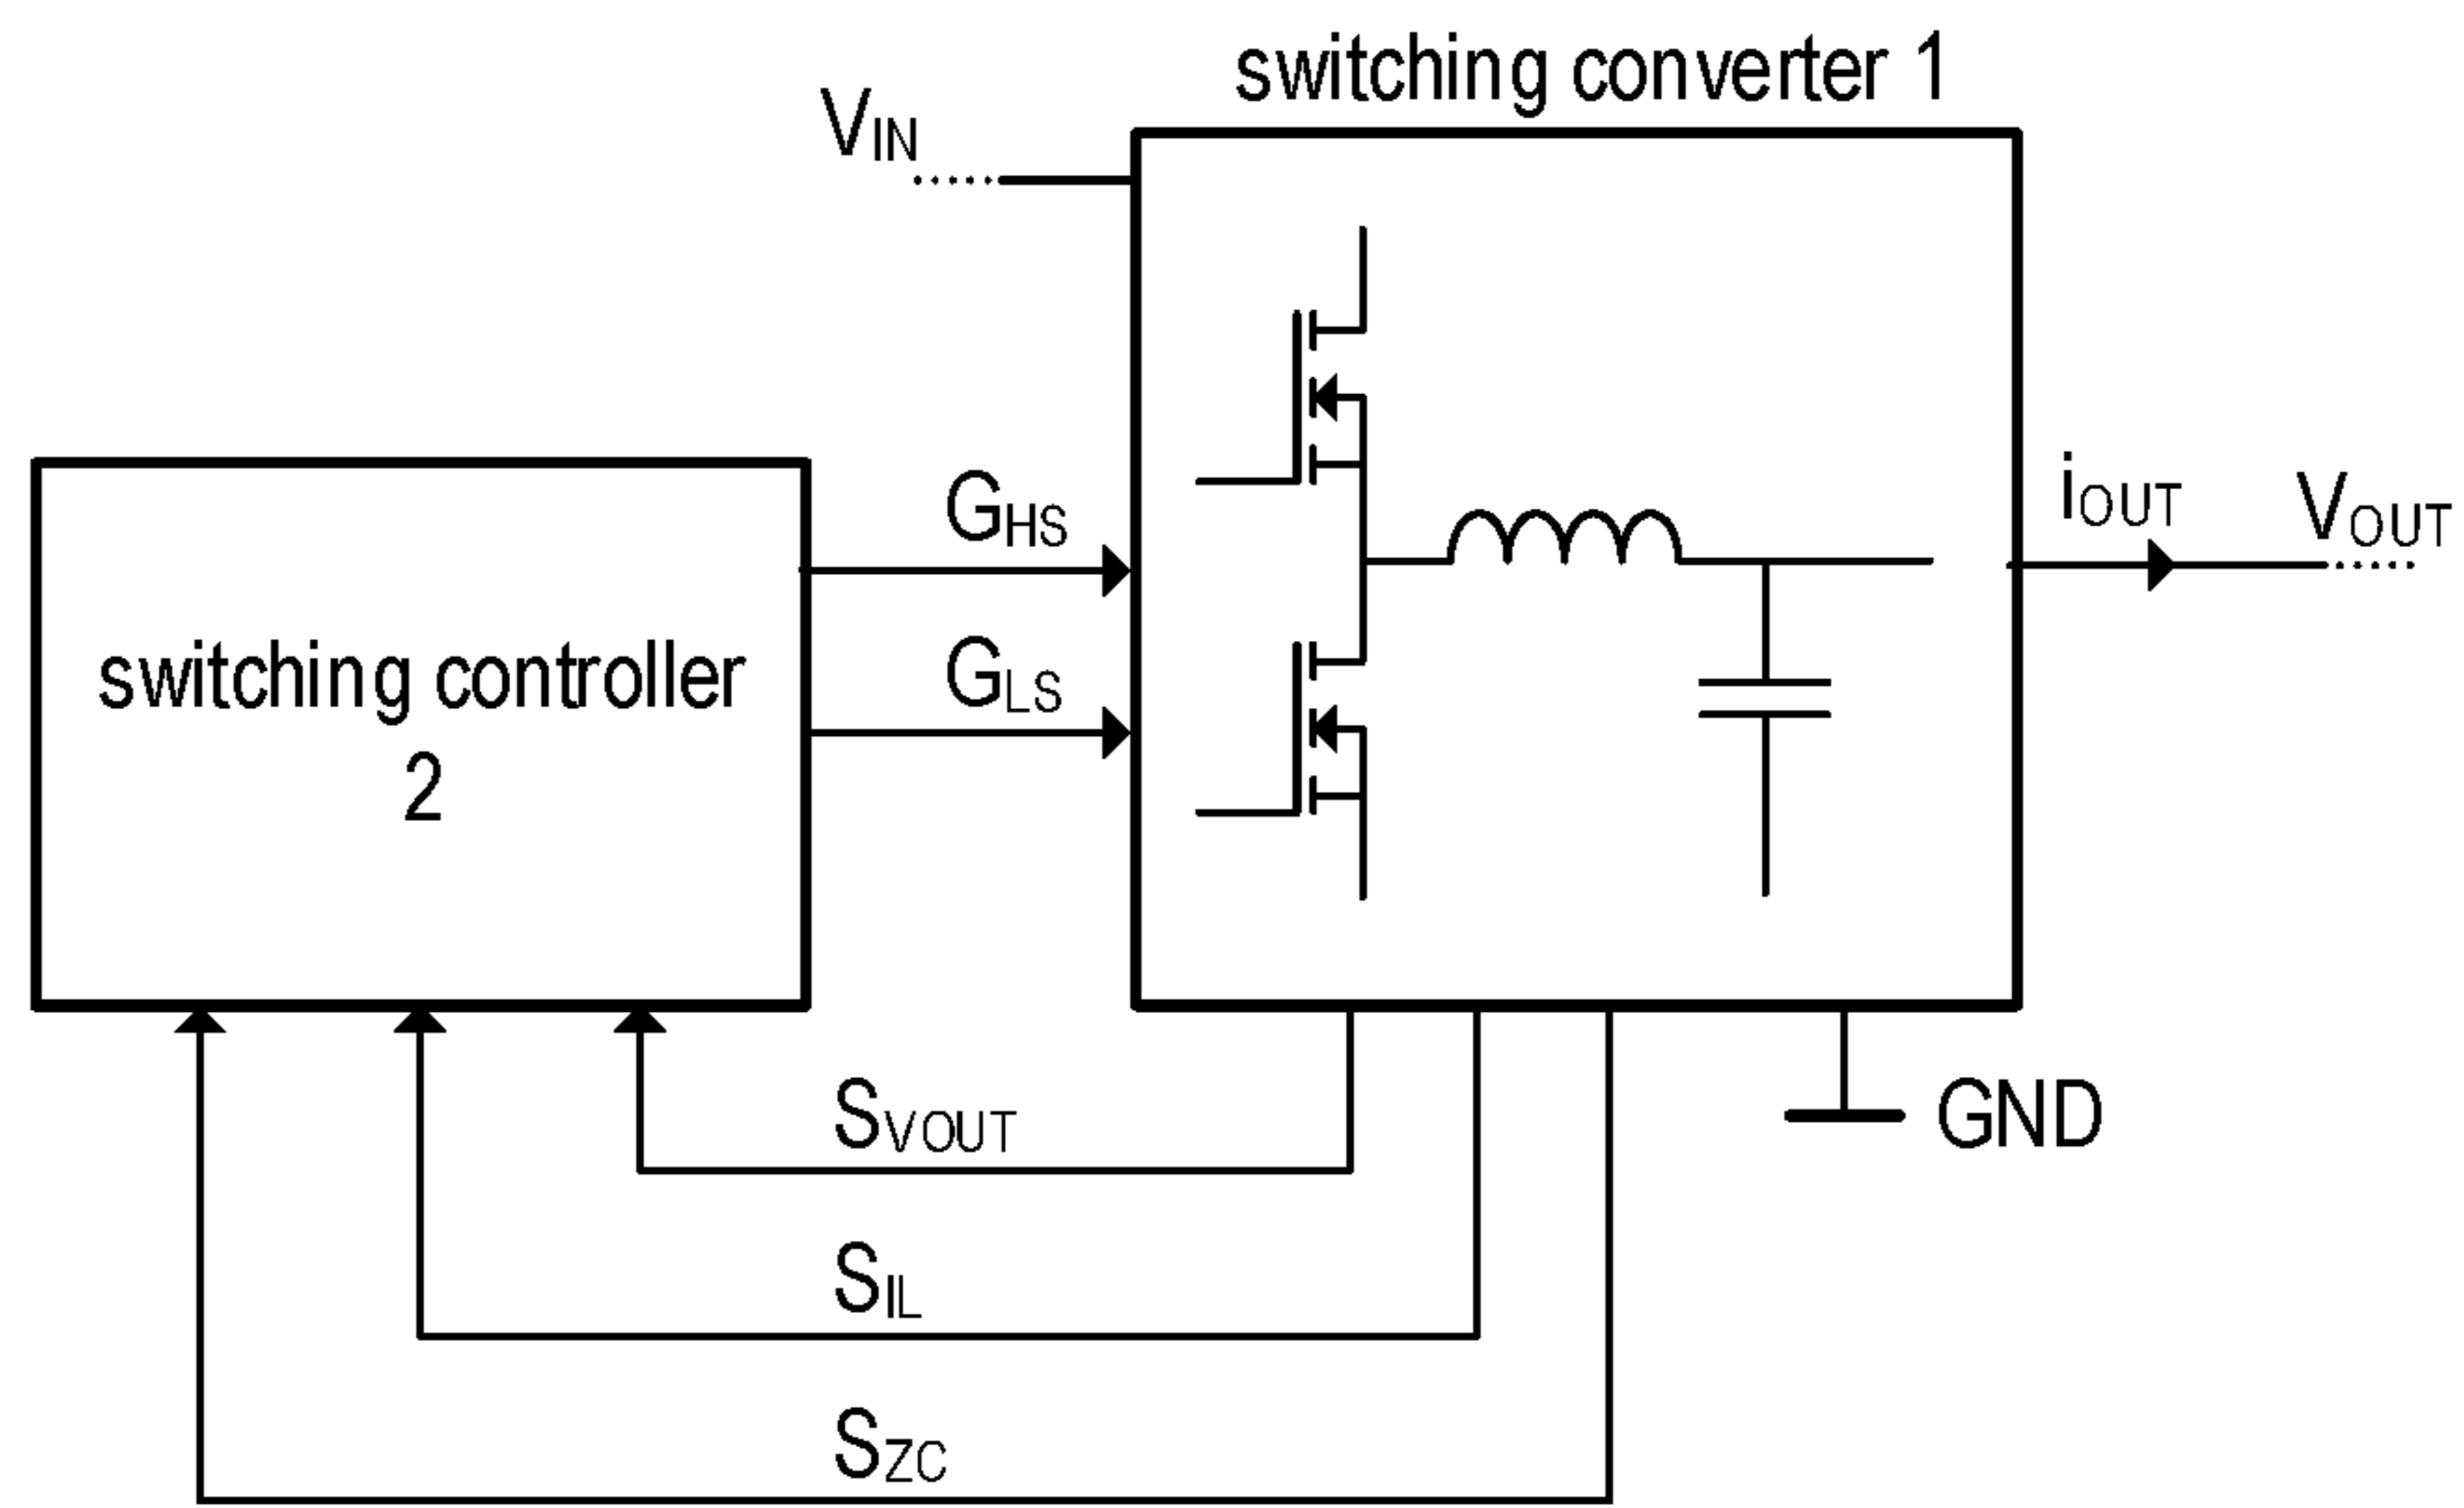 switching converter 1
VIN
GHS
iOUT
VOUT
switching controller
2
GLS
SVOUT
GND
SIL
SZC